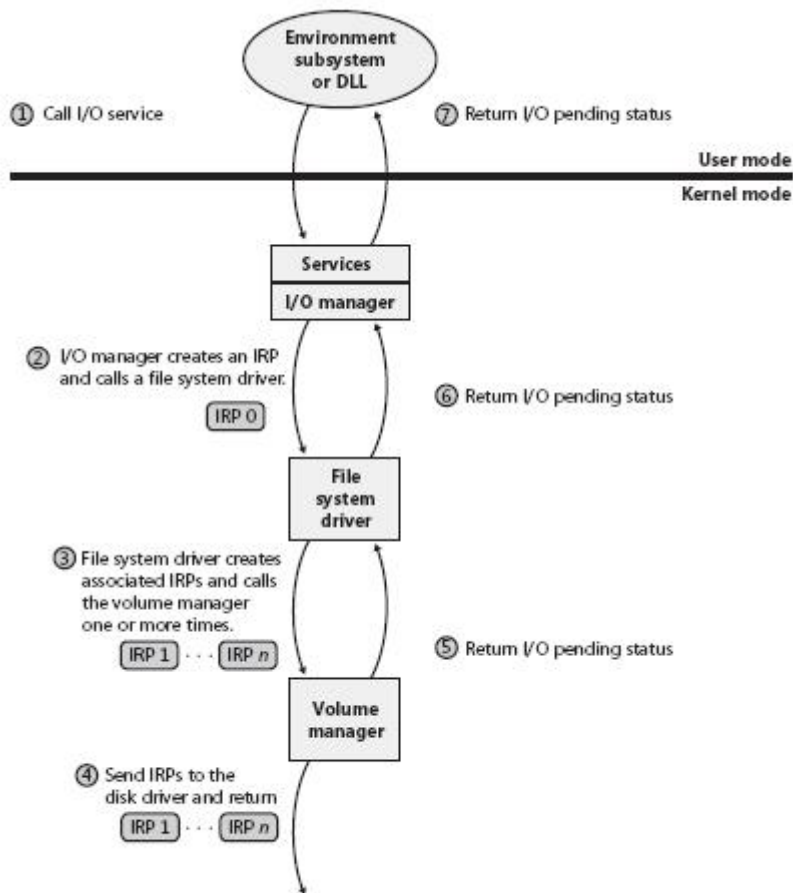 Environment
subsystem
or DLL
① Call I/O service
⑦ Return I/O pending status
User mode
Kernel mode
Services
I/O manager
② I/O manager creates an IRP
and calls a file system driver.
IRP 0
⑥ Return I/O pending status
File
system
driver
③ File system driver creates
associated IRPs and calls
the volume manager
one or more times.
IRP 1 · · · IRP n
⑤ Return I/O pending status
Volume
manager
④ Send IRPs to the
disk driver and return
IRP 1 · · · IRP n